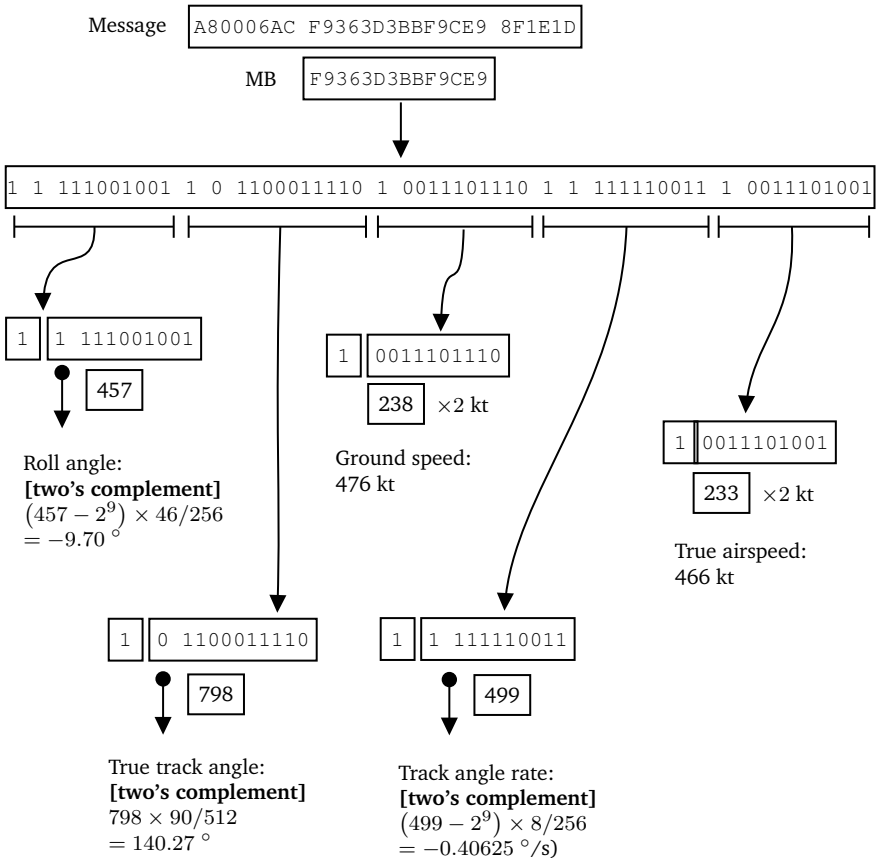 Message A80006AC F9363D3BBF9CE9 8F1E1D
MB F9363D3BBF9CE9
1 1 111001001 1 0 1100011110 1 0011101110 1 1 111110011 1 0011101001
1 1 111001001
457
Roll angle:
[two's complement]
(457 − 2⁹) × 46/256
= −9.70 °
1 0011101110
238 ×2 kt
Ground speed:
476 kt
1 0011101001
233 ×2 kt
True airspeed:
466 kt
1 0 1100011110
798
True track angle:
[two's complement]
798 × 90/512
= 140.27 °
1 1 111110011
499
Track angle rate:
[two's complement]
(499 − 2⁹) × 8/256
= −0.40625 °/s)